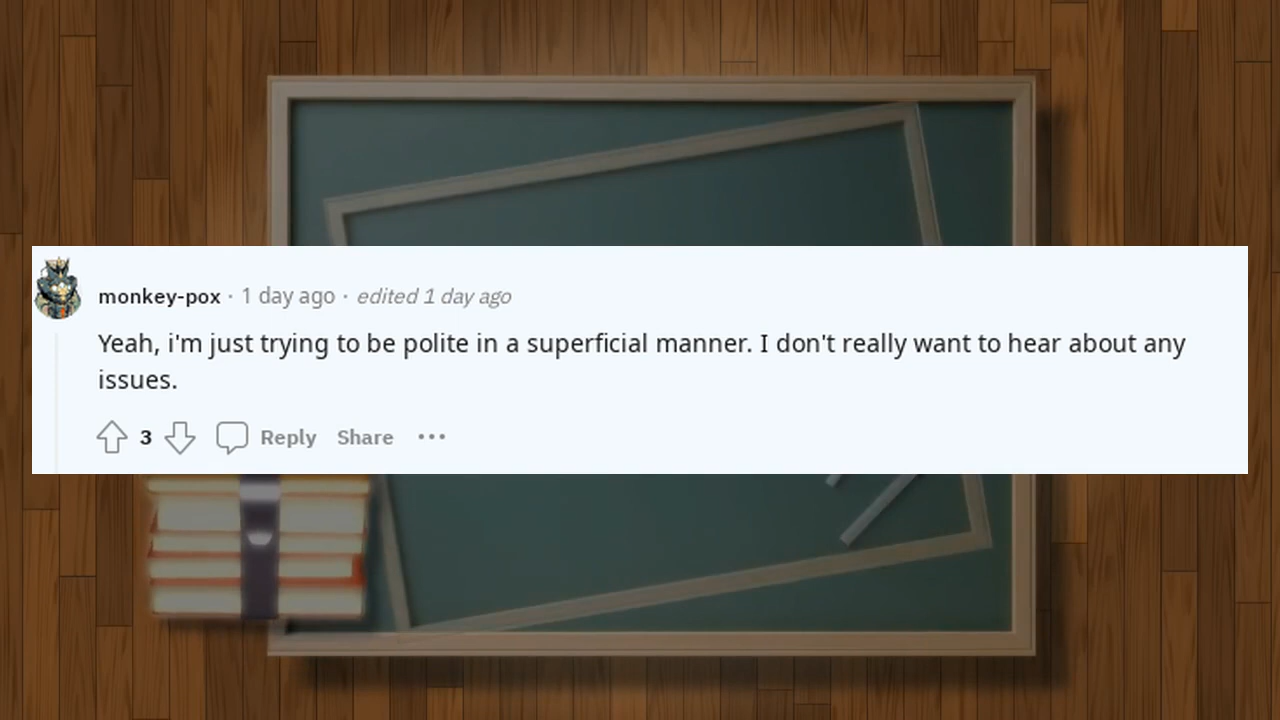 monkey-pox · 1 day ago · edited 1 day ago
Yeah, i'm just trying to be polite in a superficial manner. I don't really want to hear about any
issues.
3 Reply Share ···